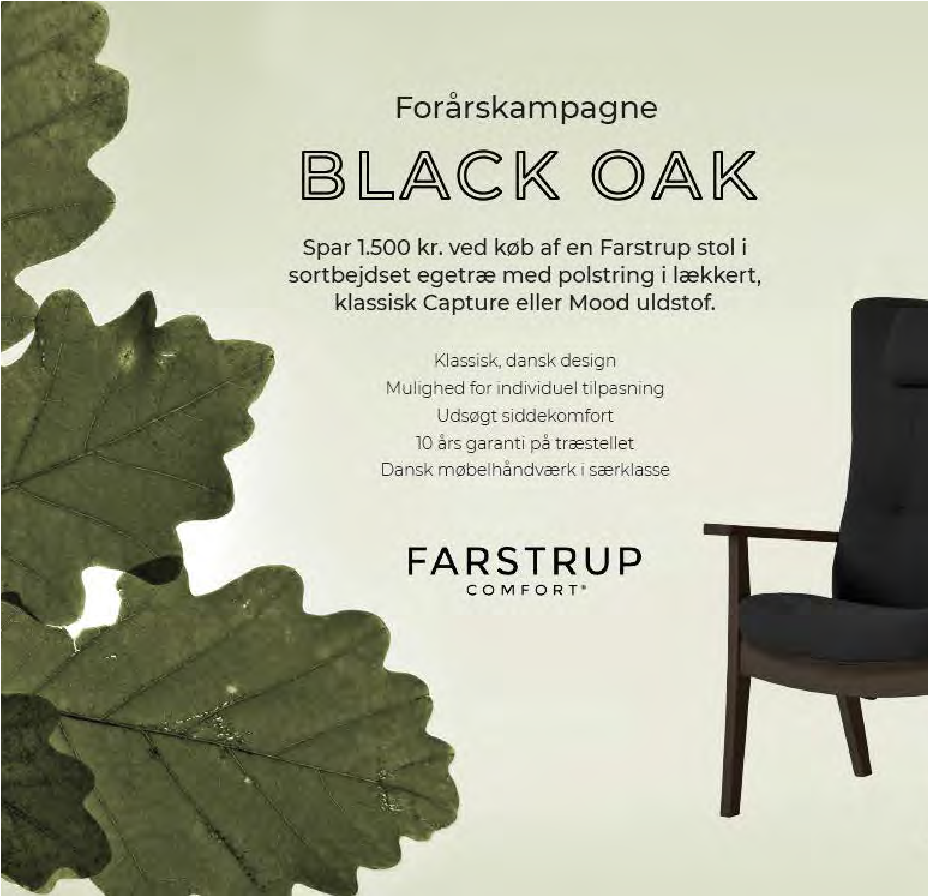 Forårskampagne
BLACK OAK
Spar 1.500 kr. ved køb af en Farstrup stol i
sortbejdset egetræ med polstring i lækkert,
klassisk Capture eller Mood uldstof.
Klassisk, dansk design
Mulighed for individuel tilpasning
Udsøgt siddekomfort
10 års garanti på træstellet
Dansk møbelhåndværk i særklasse
FARSTRUP
COMFORT®